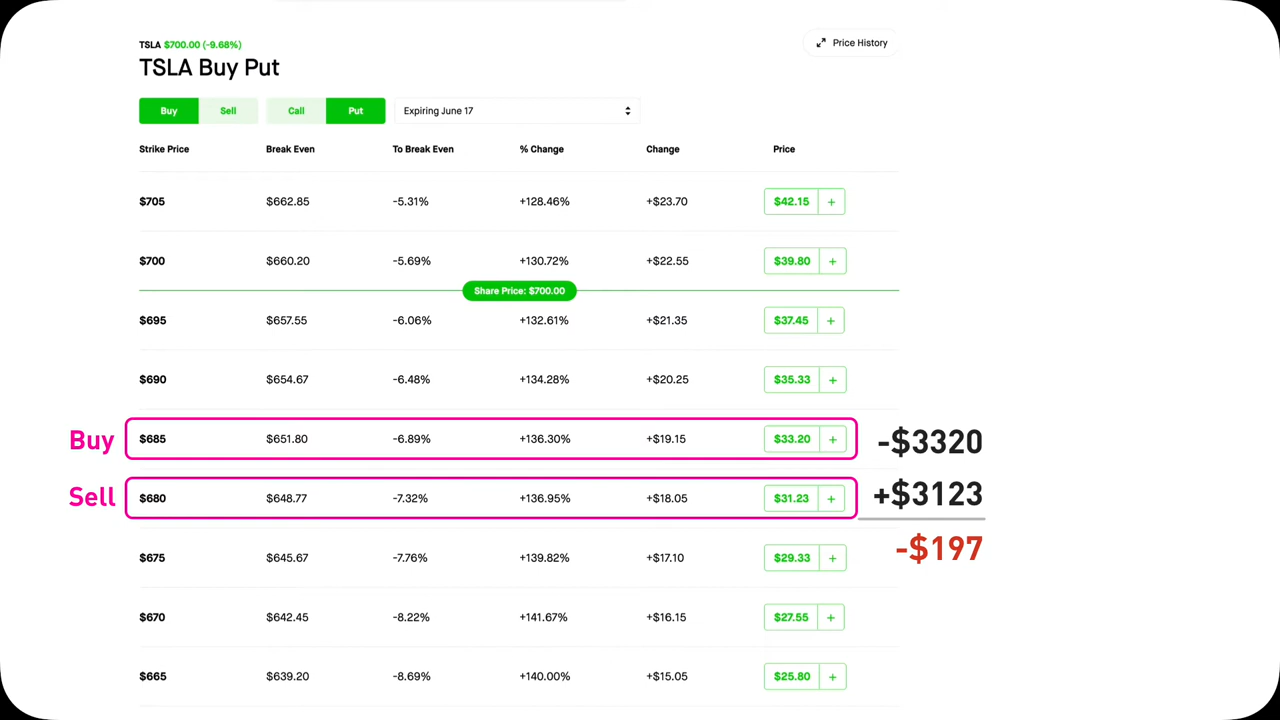 TSLA $700.00 (-9.68%)
TSLA Buy Put
Price History
Buy Sell Call Put Expiring June 17
Strike Price Break Even To Break Even % Change Change Price
$705 $662.85 -5.31% +128.46% +$23.70 $42.15 +
$700 $660.20 -5.69% +130.72% +$22.55 $39.80 +
Share Price: $700.00
$695 $657.55 -6.06% +132.61% +$21.35 $37.45 +
$690 $654.67 -6.48% +134.28% +$20.25 $35.33 +
Buy $685 $651.80 -6.89% +136.30% +$19.15 $33.20 + -$3320
Sell $680 $648.77 -7.32% +136.95% +$18.05 $31.23 + +$3123
-$197
$675 $645.67 -7.76% +139.82% +$17.10 $29.33 +
$670 $642.45 -8.22% +141.67% +$16.15 $27.55 +
$665 $639.20 -8.69% +140.00% +$15.05 $25.80 +